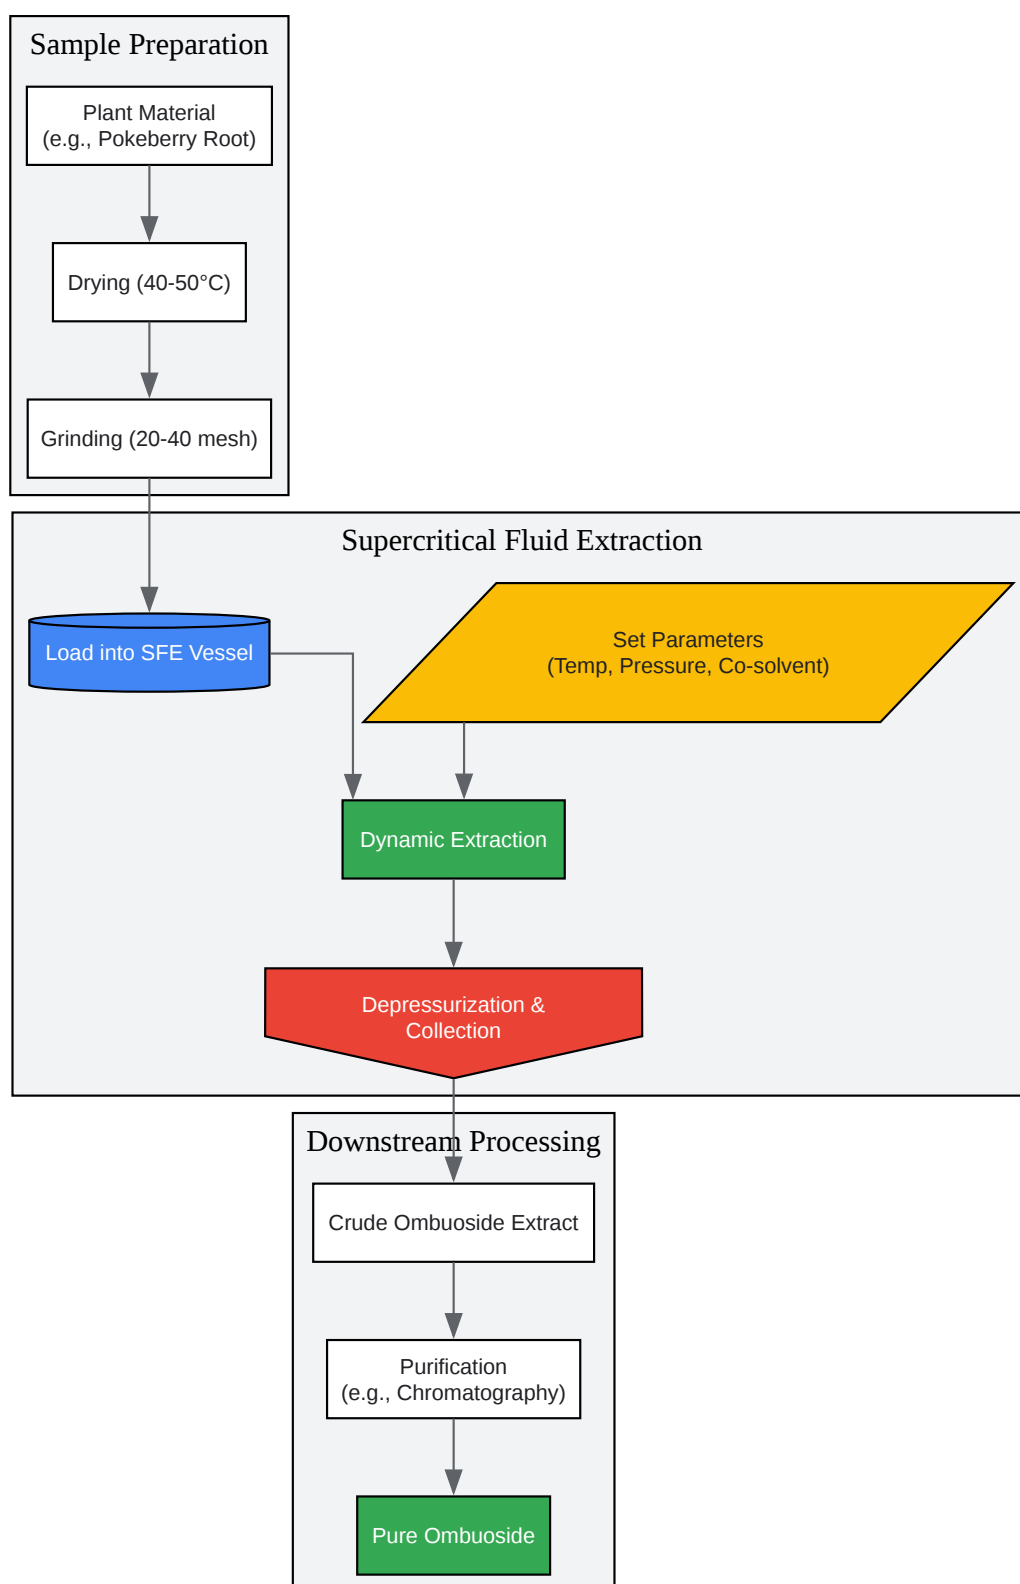 Sample Preparation
Plant Material
(e.g., Pokeberry Root)
Drying (40-50°C)
Grinding (20-40 mesh)
Supercritical Fluid Extraction
Load into SFE Vessel
Set Parameters
(Temp, Pressure, Co-solvent)
Dynamic Extraction
Depressurization &
Collection
Downstream Processing
Crude Ombuoside Extract
Purification
(e.g., Chromatography)
Pure Ombuoside